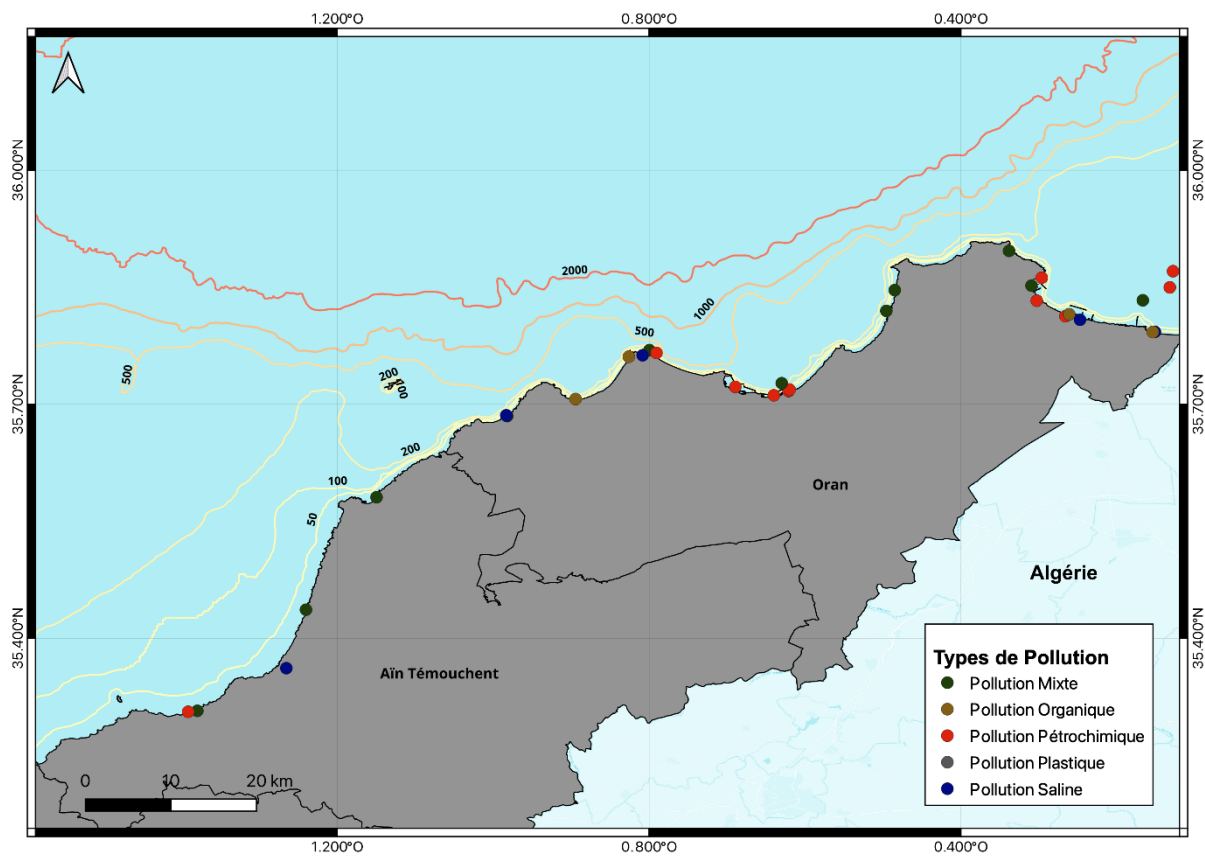 1.200°O
0.800°O
0.400°O
36.000°N
36.000°N
2000
1000
500
500
200
100
35.700°N
35.700°N
200
100
50
Oran
Algérie
35.400°N
35.400°N
Aïn Témouchent
Types de Pollution
Pollution Mixte
Pollution Organique
Pollution Pétrochimique
Pollution Plastique
Pollution Saline
0 10 20 km
1.200°O
0.800°O
0.400°O